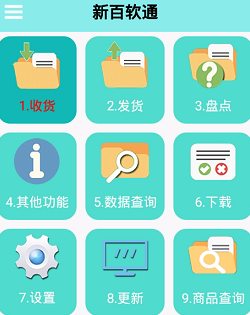 新百软通
1.收货
2.发货
3.盘点
4.其他功能
5.数据查询
6.下载
7.设置
8.更新
9.商品查询